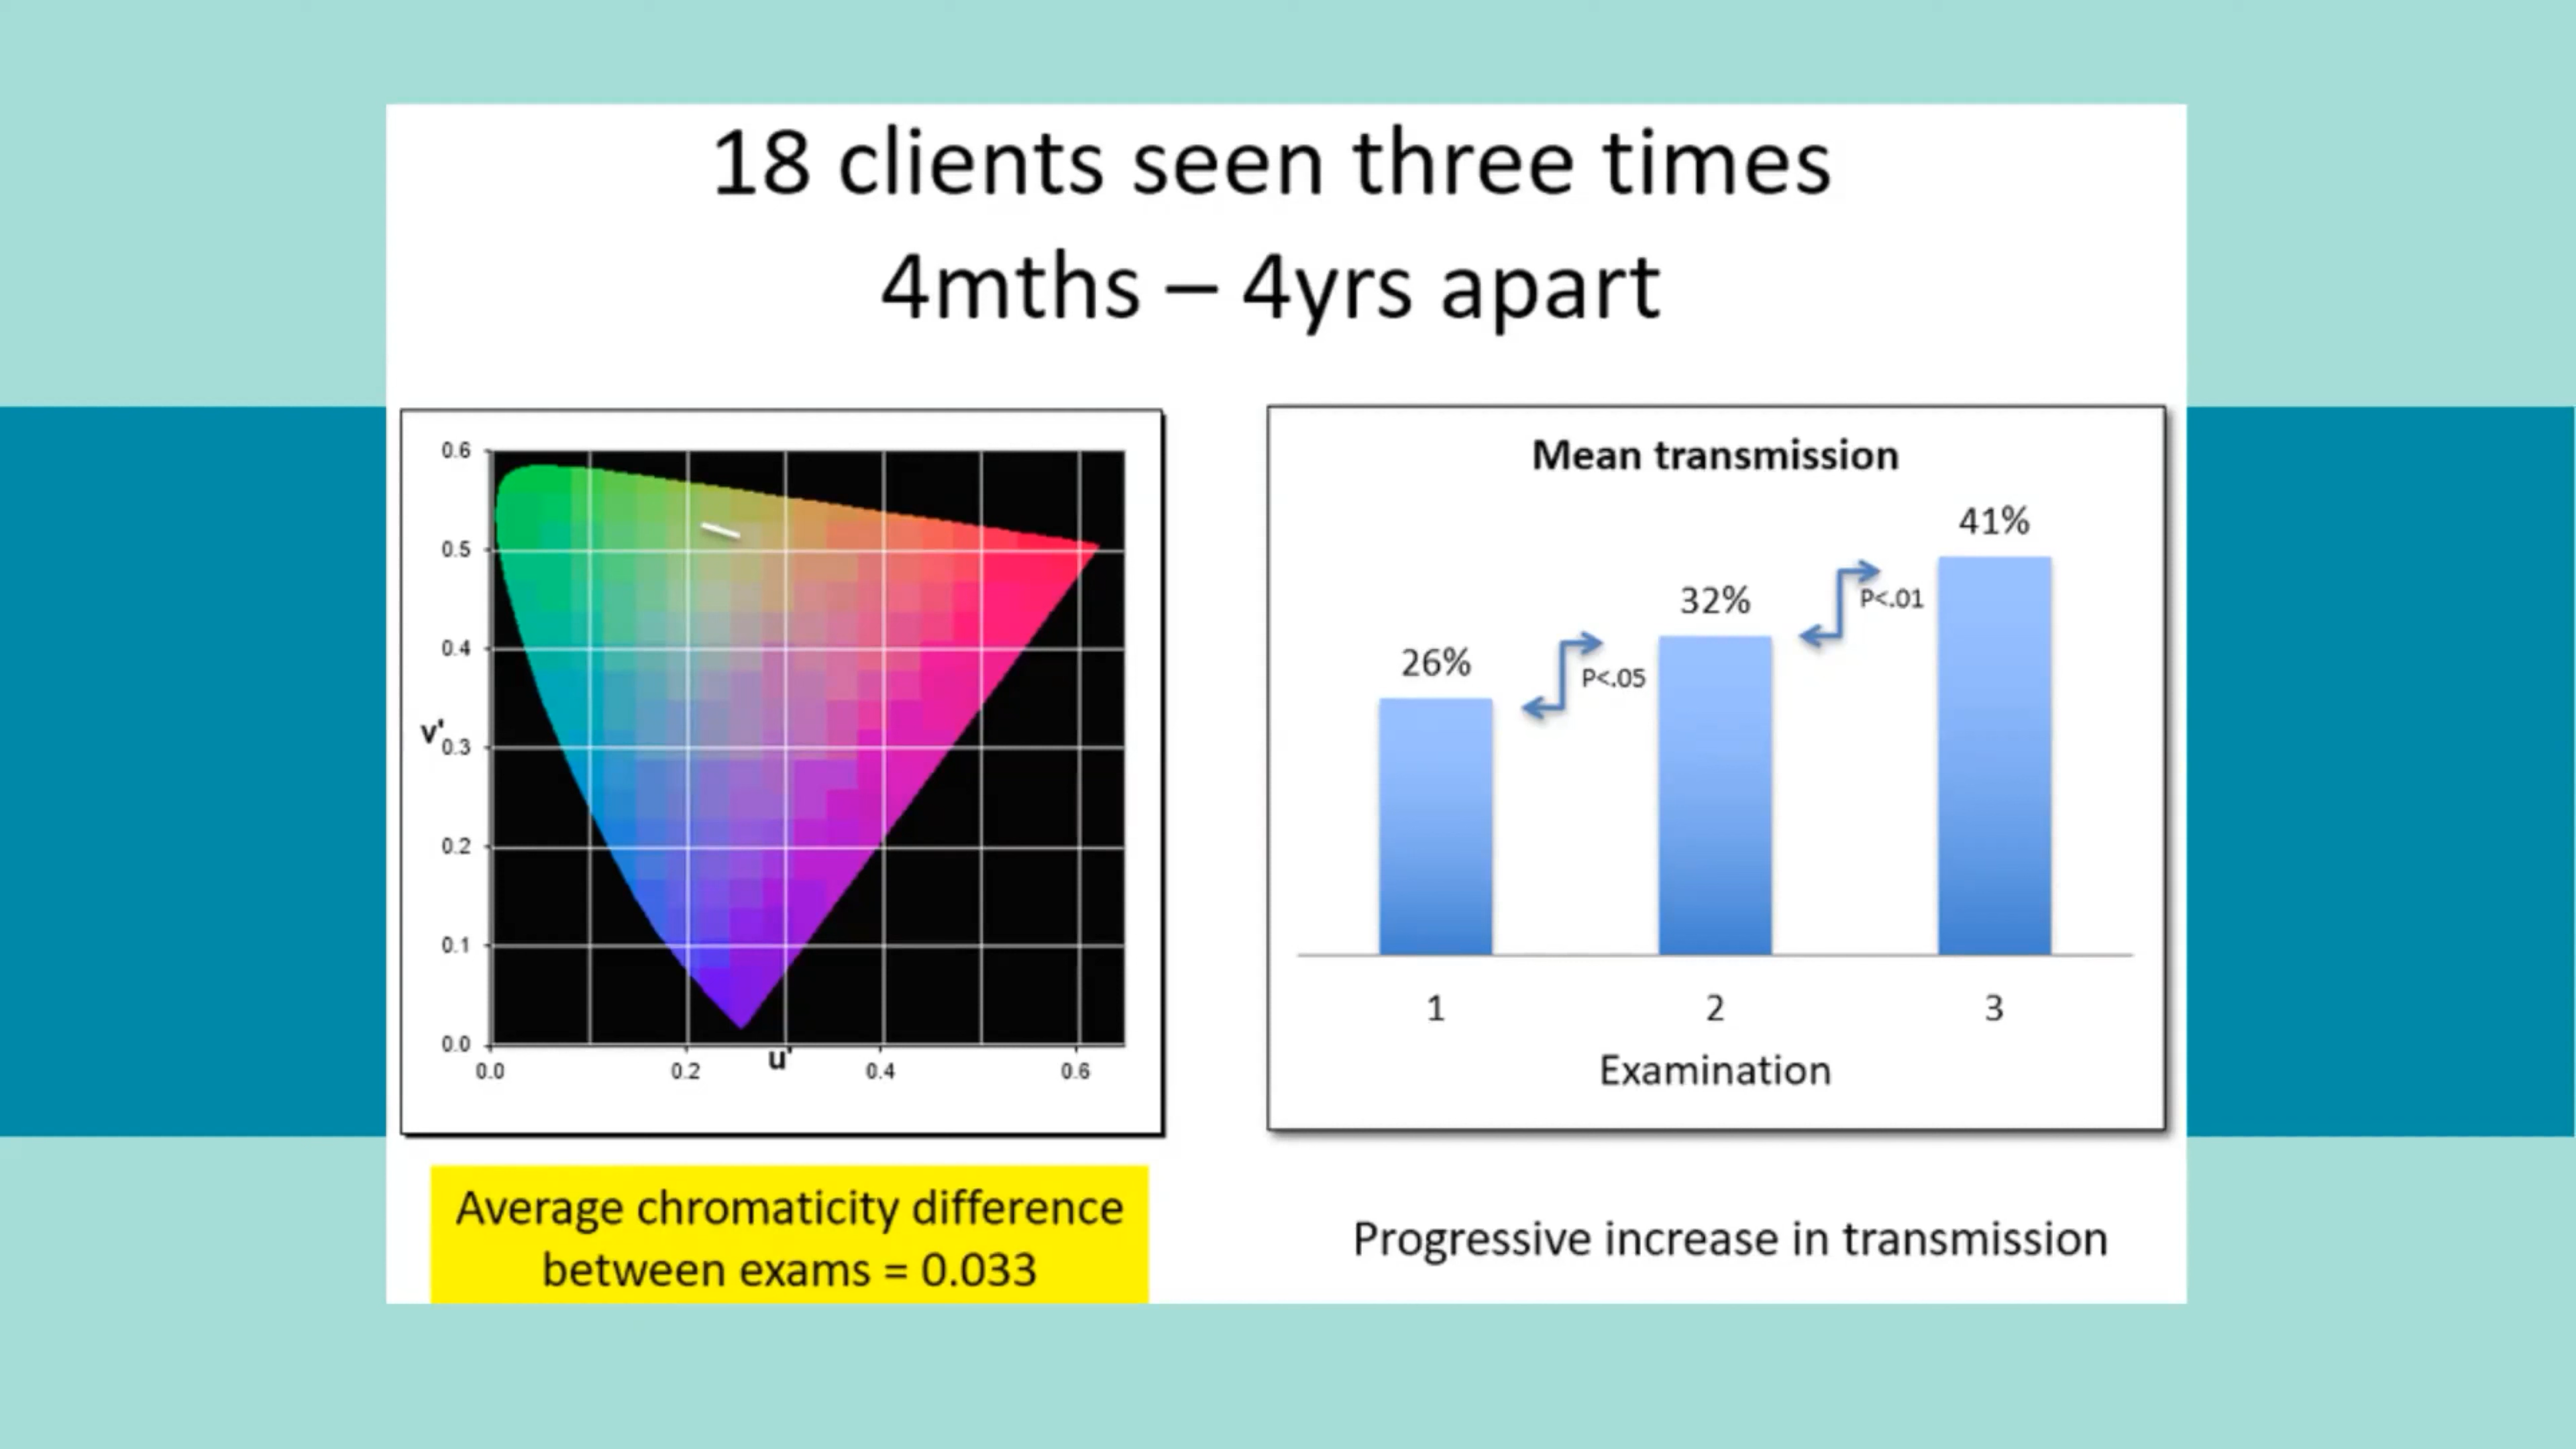 18 clients seen three times
4mths – 4yrs apart
0.6
0.5
0.4
v'
0.3
0.2
0.1
0.0
0.0
0.2
u'
0.4
0.6
Average chromaticity difference
between exams = 0.033
Mean transmission
26%
P<.05
32%
P<.01
41%
1
2
3
Examination
Progressive increase in transmission